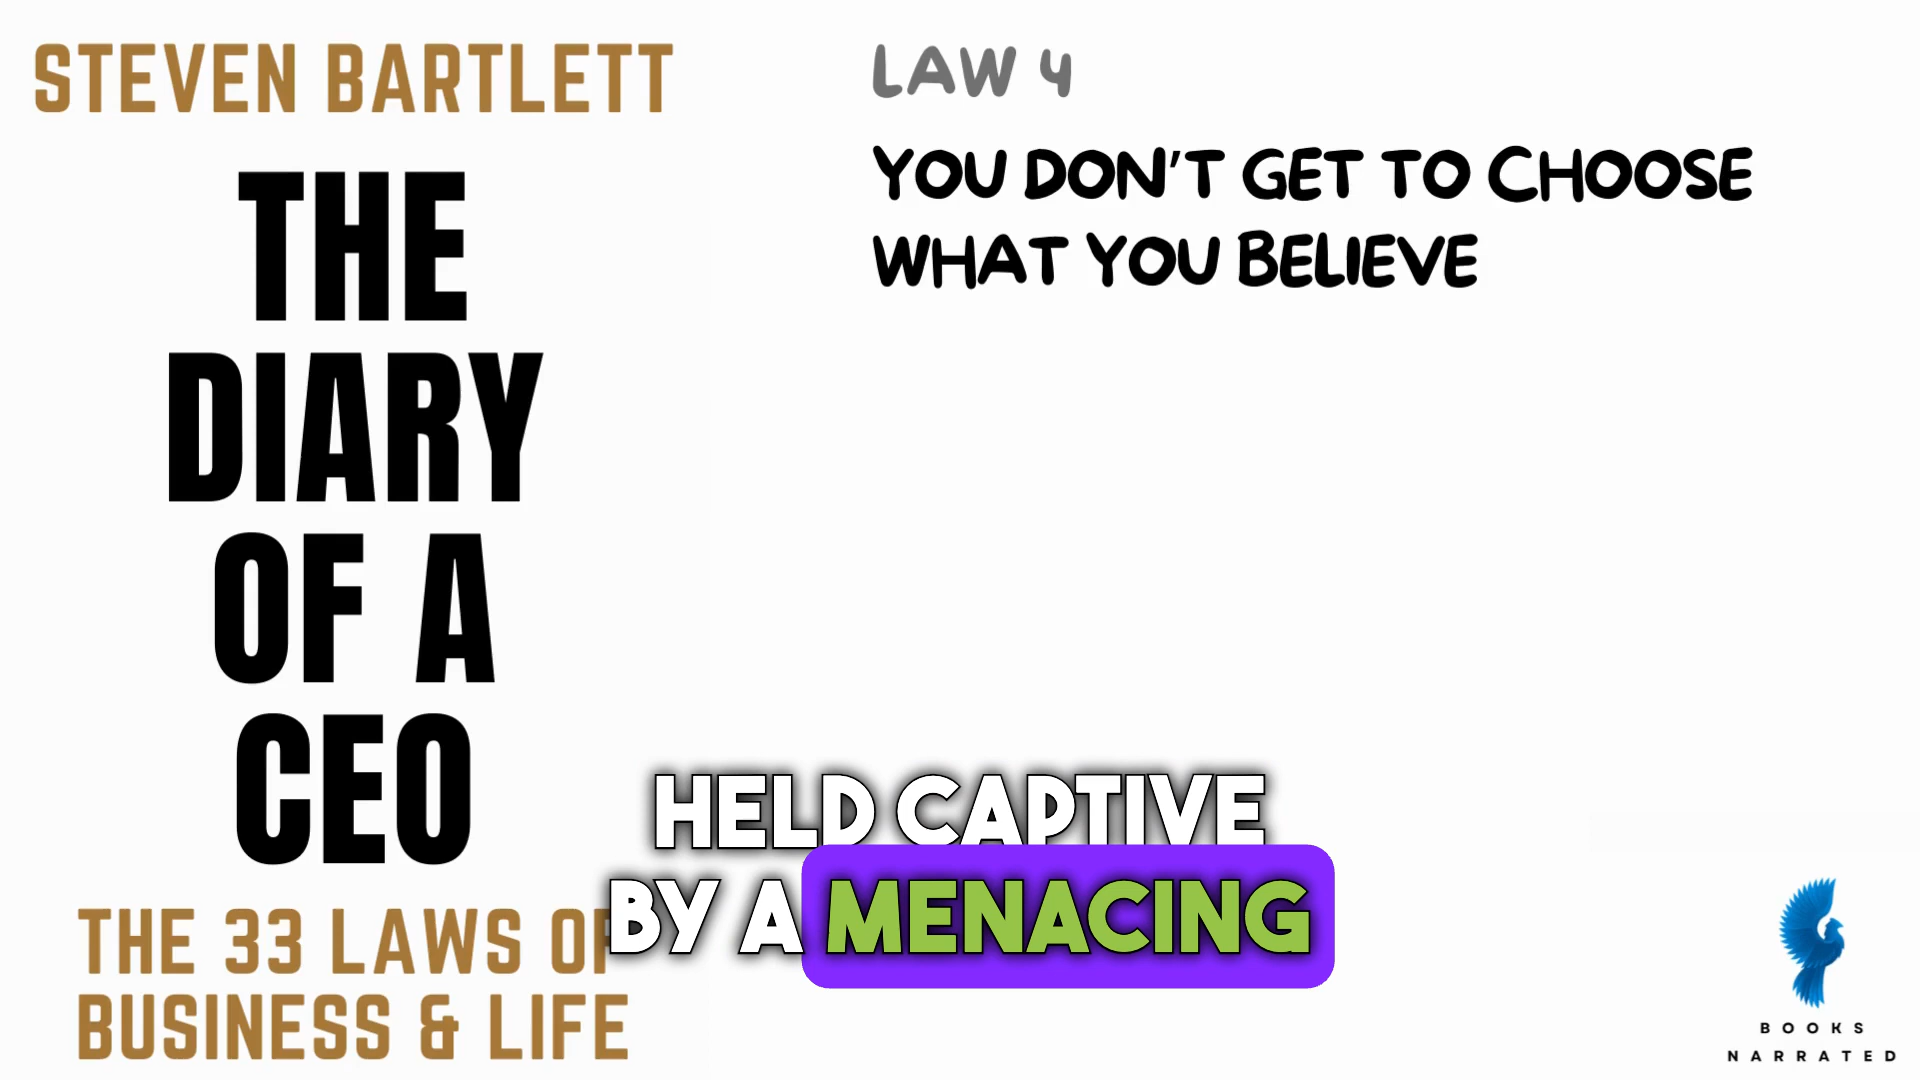 STEVEN BARTLETT
THE
DIARY
OF A
CEO
THE 33 LAWS OF
BUSINESS & LIFE
LAW 4
YOU DON'T GET TO CHOOSE
WHAT YOU BELIEVE
HELD CAPTIVE
BY A MENACING
BOOKS
NARRATED